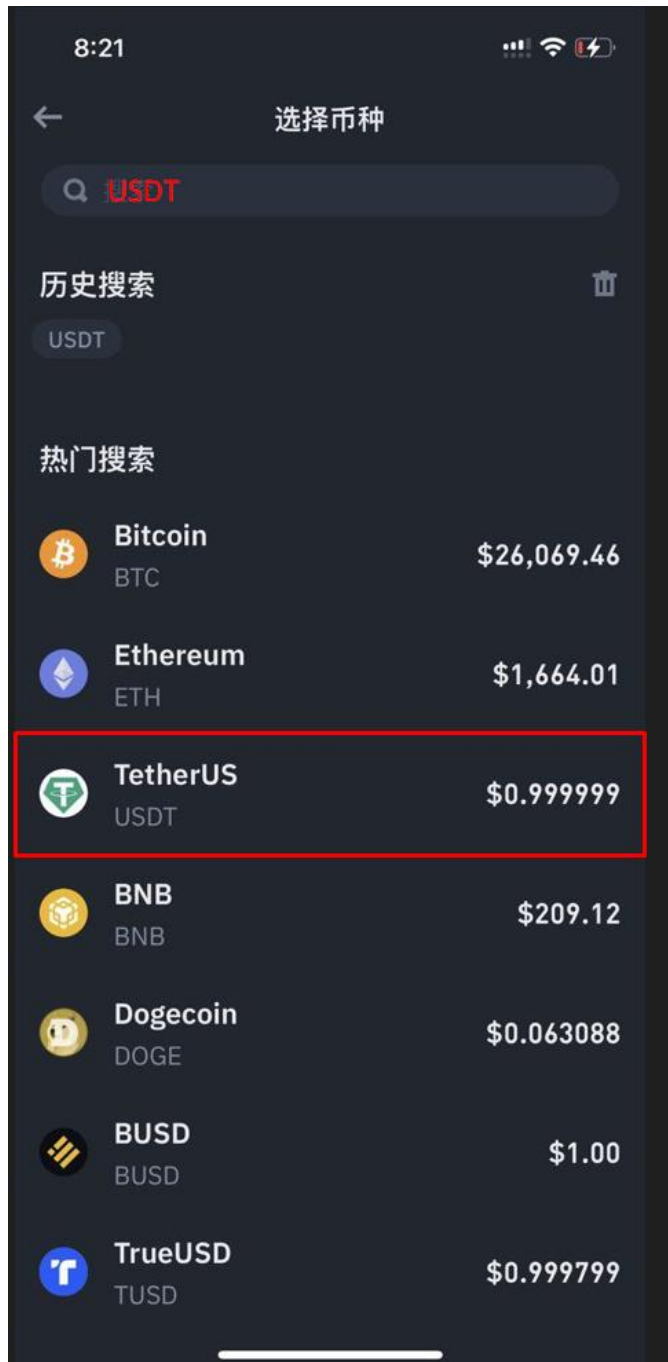 8:21
选择币种
USDT
历史搜索
USDT
热门搜索
Bitcoin
BTC
$26,069.46
Ethereum
ETH
$1,664.01
TetherUS
USDT
$0.999999
BNB
BNB
$209.12
Dogecoin
DOGE
$0.063088
BUSD
BUSD
$1.00
TrueUSD
TUSD
$0.999799